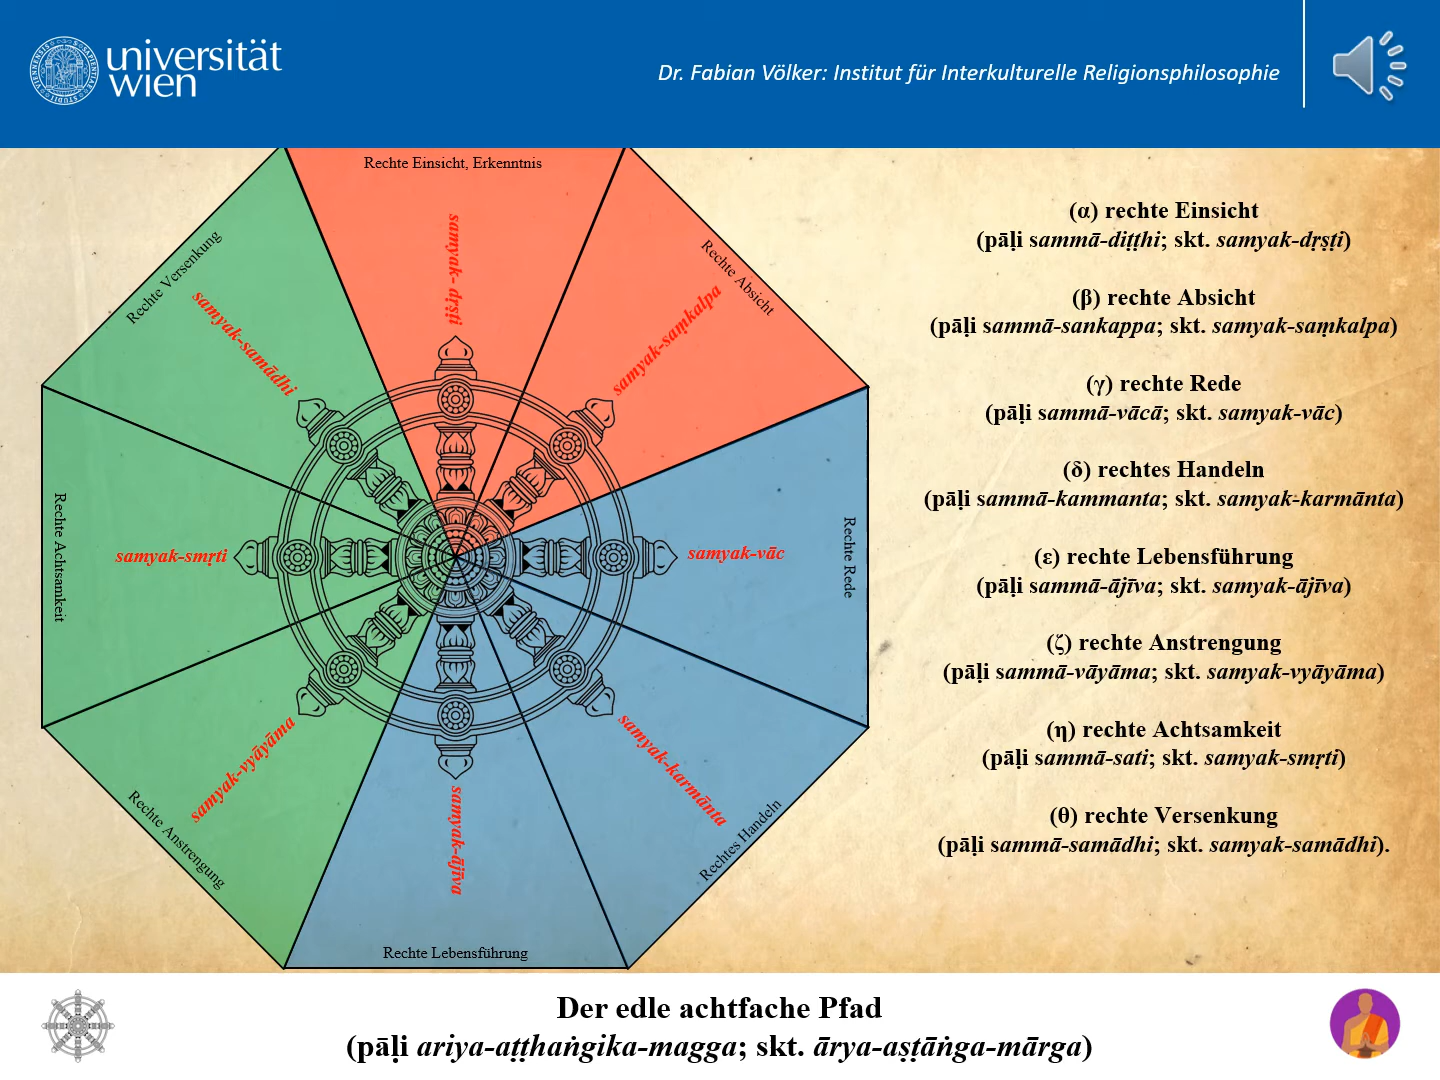 universität
wien
Dr. Fabian Völker: Institut für Interkulturelle Religionsphilosophie
Rechte Einsicht, Erkenntnis
samyak- dṛṣṭi
Rechte Absicht
samyak-saṃkalpa
Rechte Rede
samyak-vāc
Rechtes Handeln
samyak-karmānta
Rechte Lebensführung
samyak-ājīva
Rechte Anstrengung
samyak-vyāyāma
Rechte Achtsamkeit
samyak-smṛti
Rechte Versenkung
samyak-samādhi
(α) rechte Einsicht
(pāḷi sammā-diṭṭhi; skt. samyak-dṛṣṭi)
(β) rechte Absicht
(pāḷi sammā-sankappa; skt. samyak-saṃkalpa)
(γ) rechte Rede
(pāḷi sammā-vācā; skt. samyak-vāc)
(δ) rechtes Handeln
(pāḷi sammā-kammanta; skt. samyak-karmānta)
(ε) rechte Lebensführung
(pāḷi sammā-ājīva; skt. samyak-ājīva)
(ζ) rechte Anstrengung
(pāḷi sammā-vāyāma; skt. samyak-vyāyāma)
(η) rechte Achtsamkeit
(pāḷi sammā-sati; skt. samyak-smṛti)
(θ) rechte Versenkung
(pāḷi sammā-samādhi; skt. samyak-samādhi).
Der edle achtfache Pfad
(pāḷi ariya-aṭṭhaṅgika-magga; skt. ārya-aṣṭāṅga-mārga)